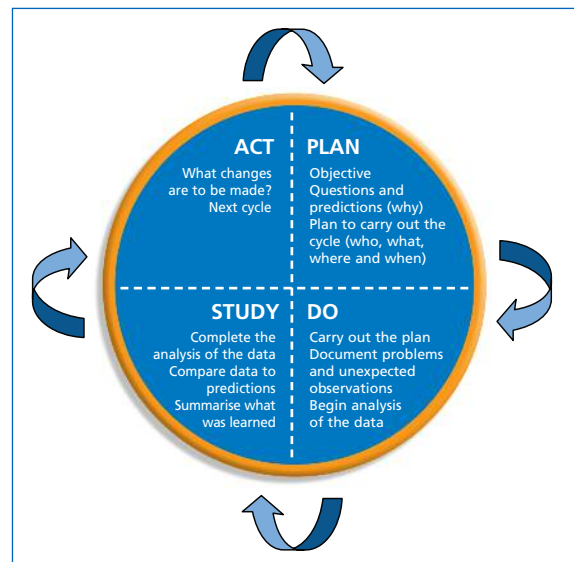 ACT
What changes
are to be made?
Next cycle
PLAN
Objective
Questions and
predictions (why)
Plan to carry out the
cycle (who, what,
where and when)
STUDY
Complete the
analysis of the data
Compare data to
predictions
Summarise what
was learned
DO
Carry out the plan
Document problems
and unexpected
observations
Begin analysis
of the data